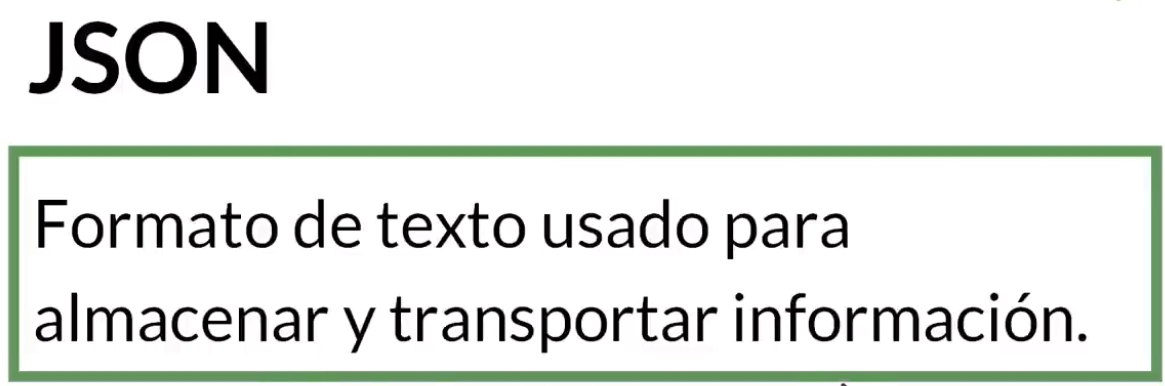 JSON
Formato de texto usado para
almacenar y transportar información.